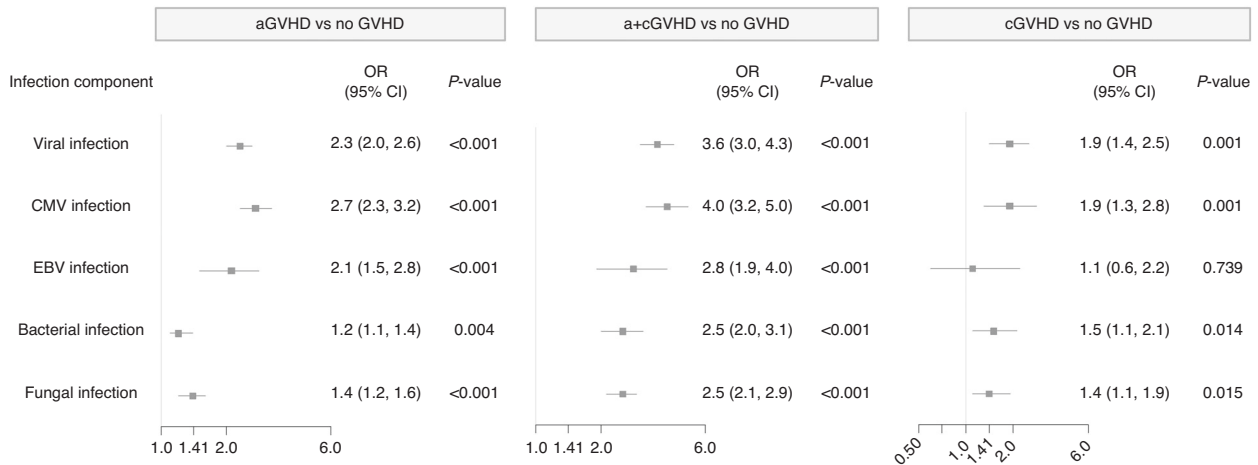 aGVHD vs no GVHD a+cGVHD vs no GVHD cGVHD vs no GVHD
Infection component OR (95% CI) P-value OR (95% CI) P-value OR (95% CI) P-value
Viral infection 2.3 (2.0, 2.6) <0.001 3.6 (3.0, 4.3) <0.001 1.9 (1.4, 2.5) 0.001
CMV infection 2.7 (2.3, 3.2) <0.001 4.0 (3.2, 5.0) <0.001 1.9 (1.3, 2.8) 0.001
EBV infection 2.1 (1.5, 2.8) <0.001 2.8 (1.9, 4.0) <0.001 1.1 (0.6, 2.2) 0.739
Bacterial infection 1.2 (1.1, 1.4) 0.004 2.5 (2.0, 3.1) <0.001 1.5 (1.1, 2.1) 0.014
Fungal infection 1.4 (1.2, 1.6) <0.001 2.5 (2.1, 2.9) <0.001 1.4 (1.1, 1.9) 0.015
1.0 1.41 2.0 6.0 1.0 1.41 2.0 6.0 0.50 1.0 1.41 2.0 6.0